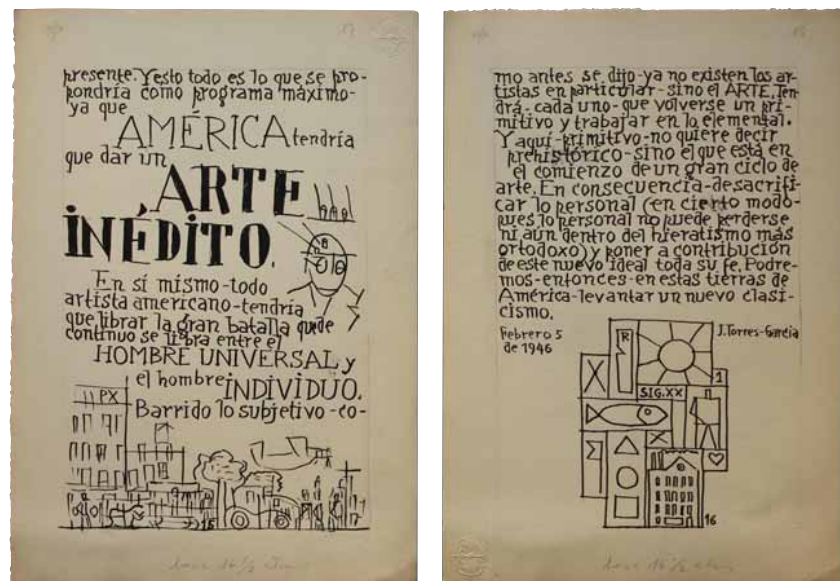 presente. Y esto todo es lo que se pro-
pondría como programa máximo-
ya que
AMÉRICA tendría
que dar un
ARTE
INÉDITO.
En sí mismo-todo
artista americano-tendría
que librar la gran batalla que de
continuo se libra entre el
HOMBRE UNIVERSAL y
el hombre INDIVIDUO.
Barrido lo subjetivo-co-
PX
15
mo antes se dijo-ya no existen los ar-
tistas en particular-sino el ARTE. Ten-
drá-cada uno-que volverse un pri-
mitivo y trabajar en lo elemental.
Y aquí-primitivo-no quiere decir
prehistórico-sino el que está en
el comienzo de un gran ciclo de
arte. En consecuencia-desacrifi-
car lo personal (en cierto modo-
pues lo personal no puede perderse
ni aún dentro del hieratismo más
ortodoxo) y poner a contribución
de este nuevo ideal toda su fe. Podre-
mos-entonces-en estas tierras de
América-levantar un nuevo clasi-
cismo.
Febrero 5
de 1946
J. Torres-García
R
1
SIG.XX
16